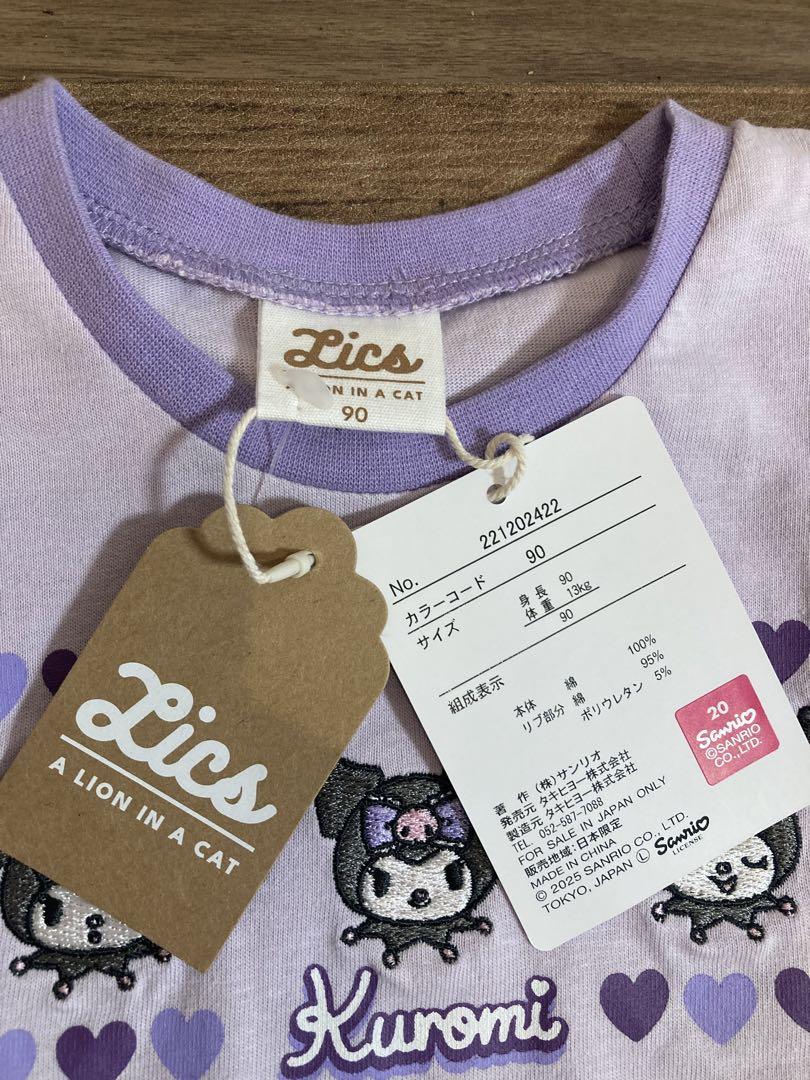 Lics
A LION IN A CAT
90
Lics
A LION IN A CAT
No. 221202422
カラーコード 90
サイズ 身長 90
体重 13kg
90
組成表示
本体 綿 100%
リブ部分 綿 95%
ポリウレタン 5%
著作 (株)サンリオ
発売元 タキヒヨー株式会社
製造元 タキヒヨー株式会社
TEL 052-587-7088
FOR SALE IN JAPAN ONLY
販売地域:日本限定
MADE IN CHINA
© 2025 SANRIO CO., LTD.
TOKYO, JAPAN Ⓛ Sanrio
LICENSE
20
Sanrio
©SANRIO
CO.,LTD.
Kuromi